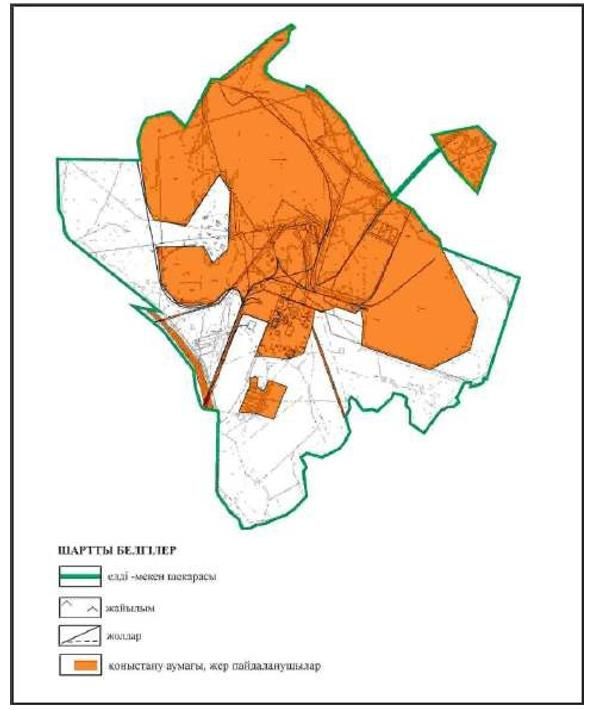 ШАРТТЫ БЕЛГІЛЕР
елді -мекен шекарасы
жайылым
жолдар
қоныстану аумағы, жер пайдаланушылар